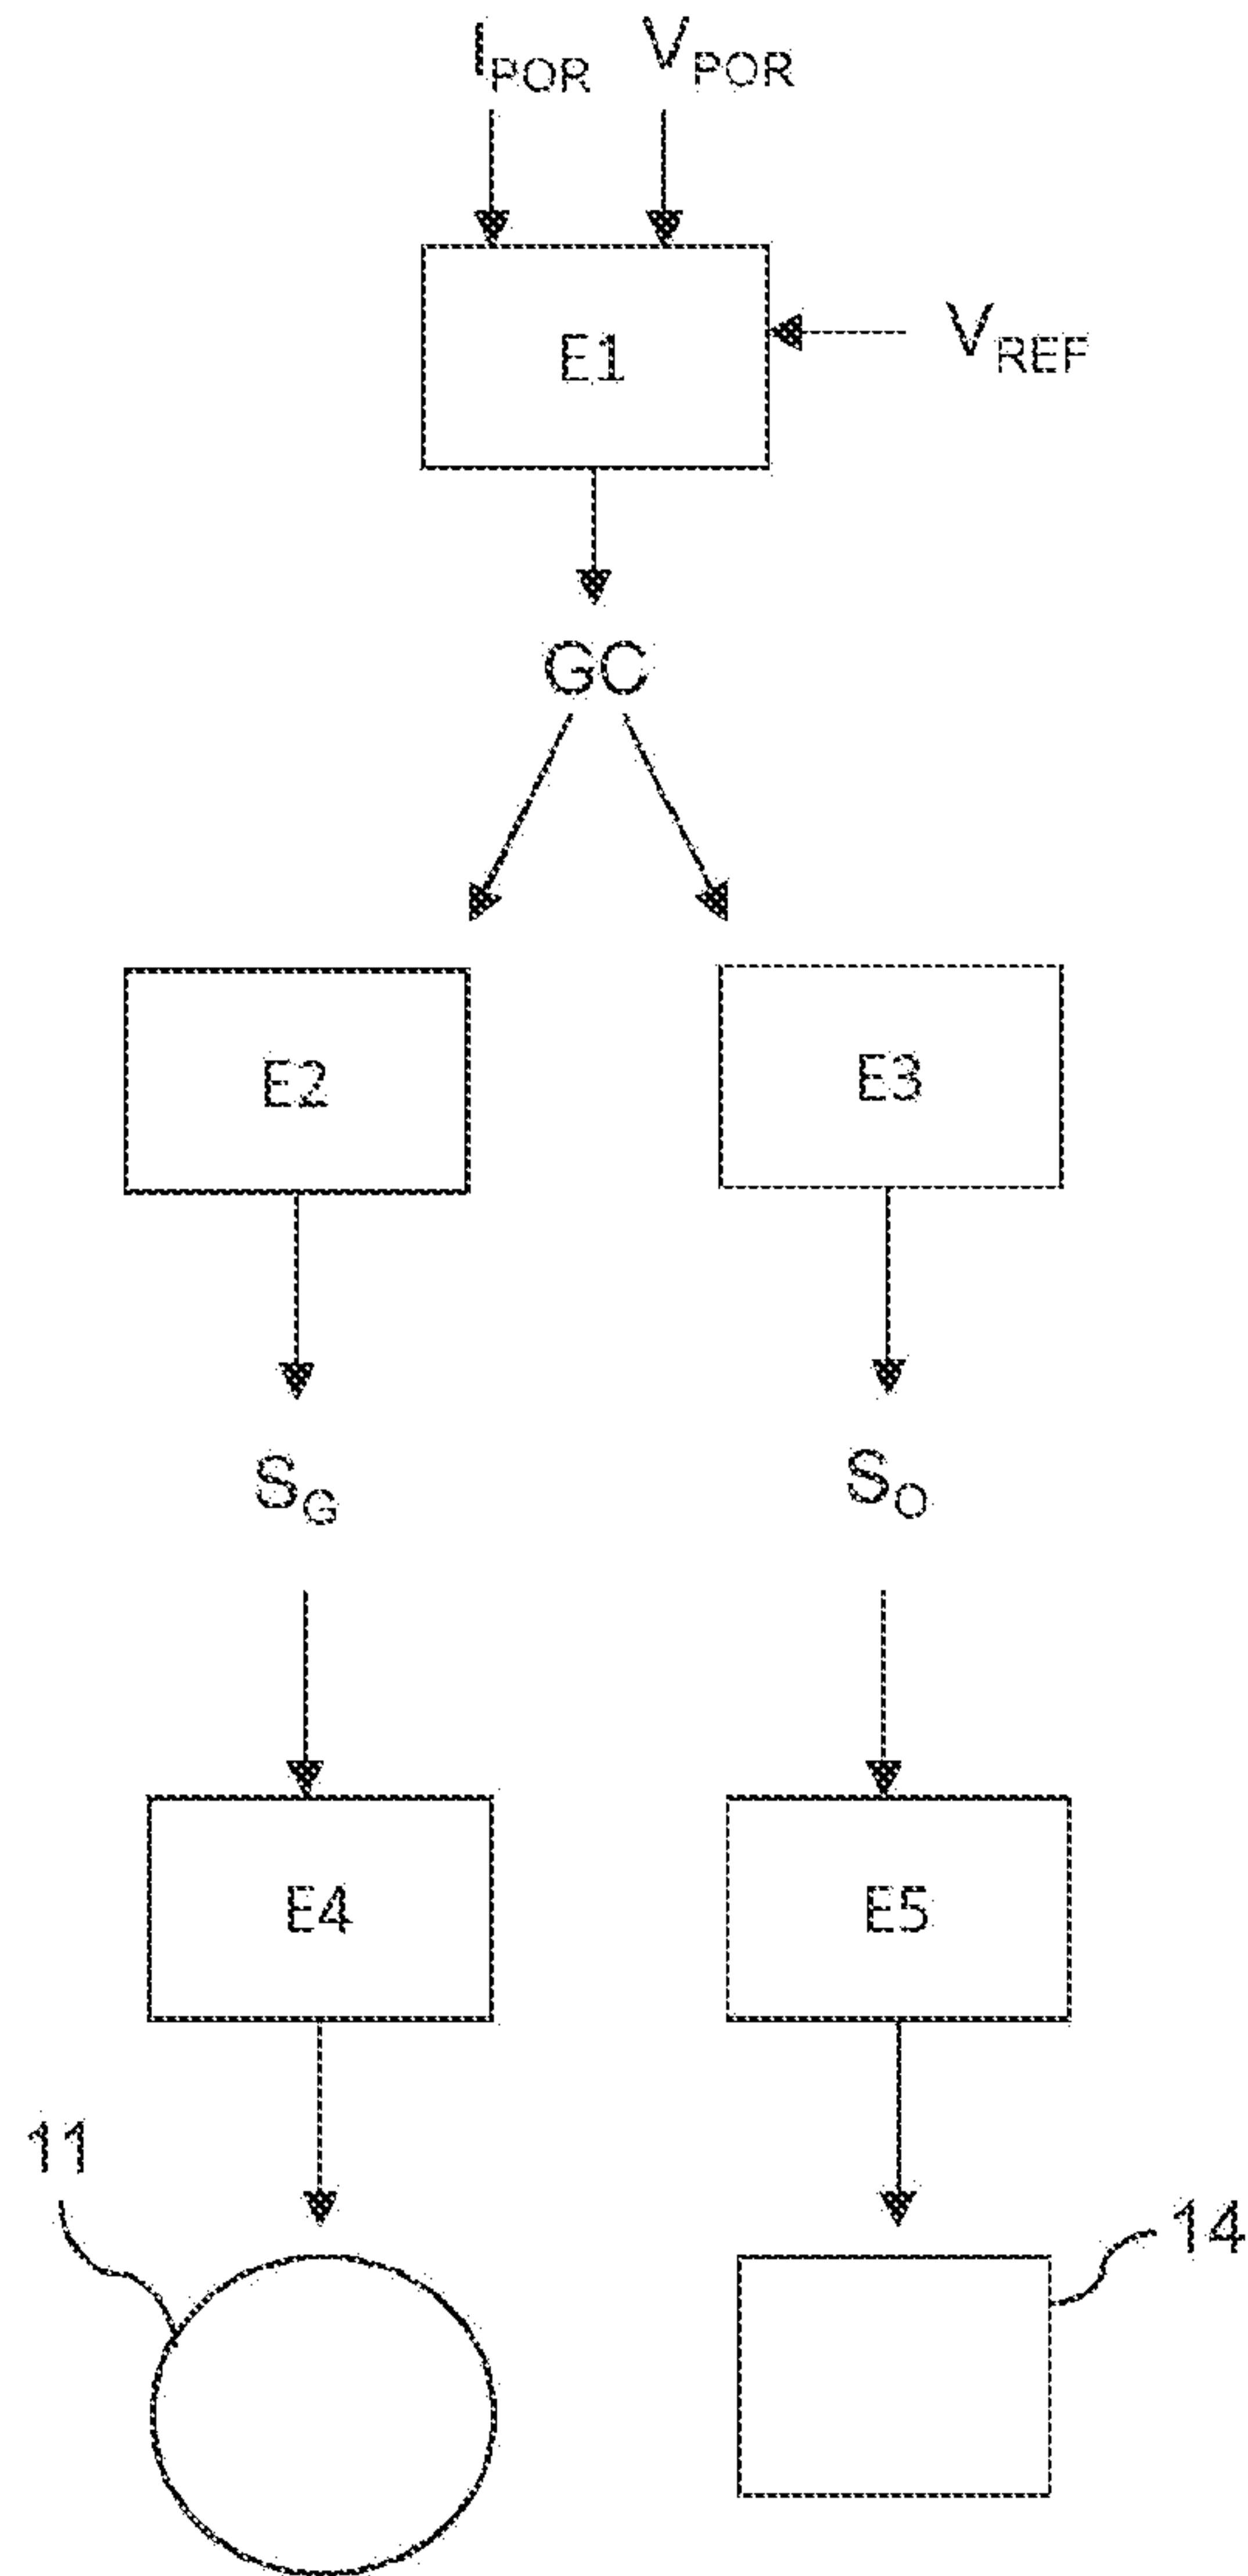 I_POR V_POR
E1 V_REF
GC
E2 E3
S_G S_O
E4 E5
11
14